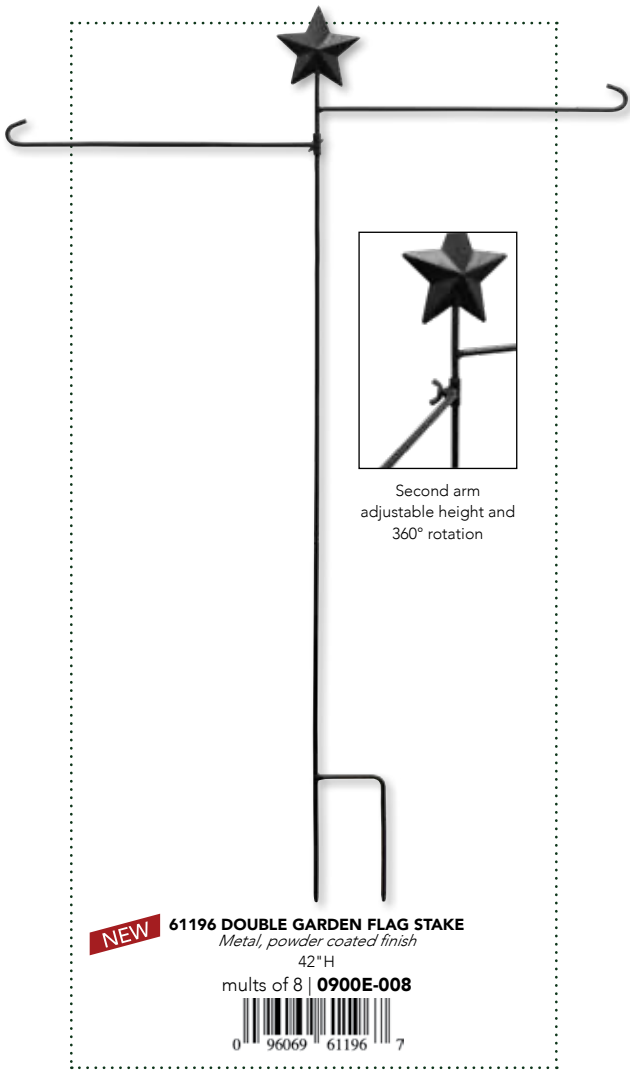 Second arm
adjustable height and
360° rotation
NEW
61196 DOUBLE GARDEN FLAG STAKE
Metal, powder coated finish
42"H
mults of 8 | 0900E-008
0 96069 61196 7